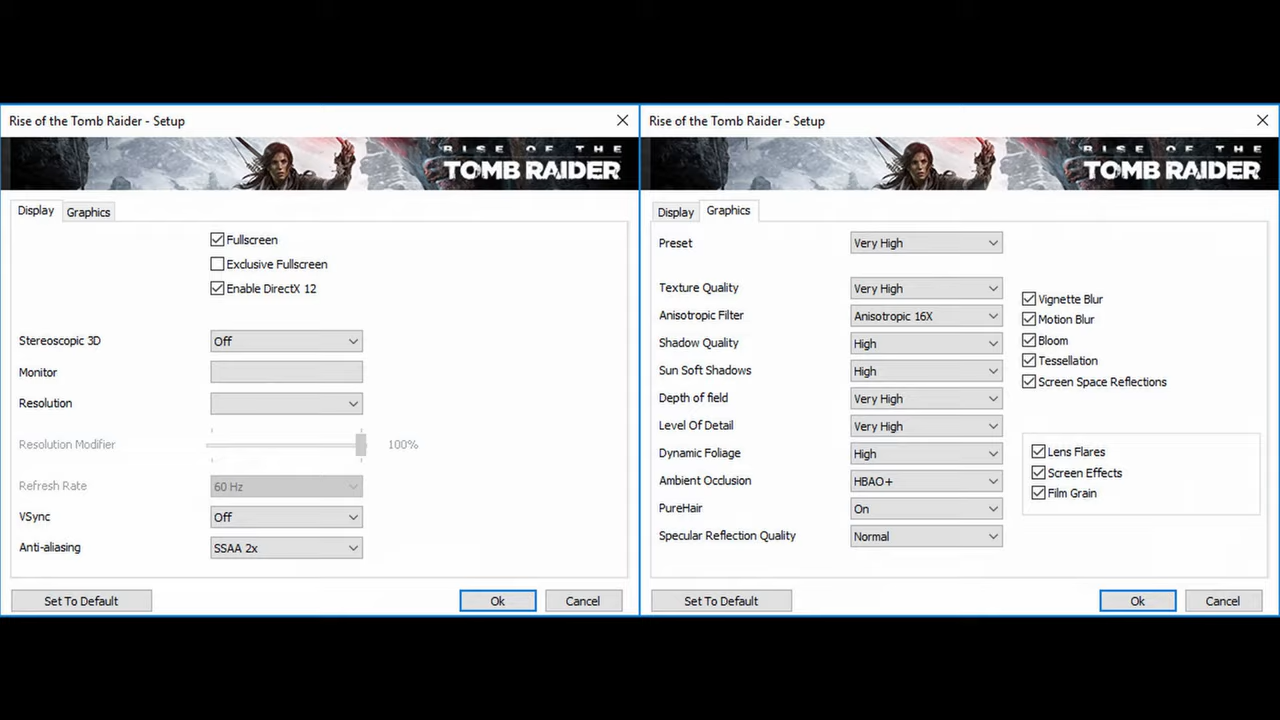 Rise of the Tomb Raider - Setup
RISE OF THE
TOMB RAIDER
Display
Graphics
Fullscreen
Exclusive Fullscreen
Enable DirectX 12
Stereoscopic 3D
Off
Monitor
Resolution
Resolution Modifier
100%
Refresh Rate
60 Hz
VSync
Off
Anti-aliasing
SSAA 2x
Set To Default
Ok
Cancel
Rise of the Tomb Raider - Setup
RISE OF THE
TOMB RAIDER
Display
Graphics
Preset
Very High
Texture Quality
Very High
Anisotropic Filter
Anisotropic 16X
Shadow Quality
High
Sun Soft Shadows
High
Depth of field
Very High
Level Of Detail
Very High
Dynamic Foliage
High
Ambient Occlusion
HBAO+
PureHair
On
Specular Reflection Quality
Normal
Vignette Blur
Motion Blur
Bloom
Tessellation
Screen Space Reflections
Lens Flares
Screen Effects
Film Grain
Set To Default
Ok
Cancel